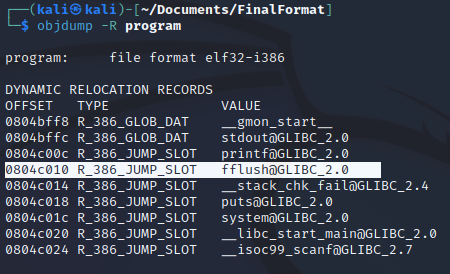 ┌──(kali㉿kali)-[~/Documents/FinalFormat]
└─$ objdump -R program
program:     file format elf32-i386
DYNAMIC RELOCATION RECORDS
OFFSET   TYPE              VALUE
0804bff8 R_386_GLOB_DAT    __gmon_start__
0804bffc R_386_GLOB_DAT    stdout@GLIBC_2.0
0804c00c R_386_JUMP_SLOT   printf@GLIBC_2.0
0804c010 R_386_JUMP_SLOT   fflush@GLIBC_2.0
0804c014 R_386_JUMP_SLOT   __stack_chk_fail@GLIBC_2.4
0804c018 R_386_JUMP_SLOT   puts@GLIBC_2.0
0804c01c R_386_JUMP_SLOT   system@GLIBC_2.0
0804c020 R_386_JUMP_SLOT   __libc_start_main@GLIBC_2.0
0804c024 R_386_JUMP_SLOT   __isoc99_scanf@GLIBC_2.7